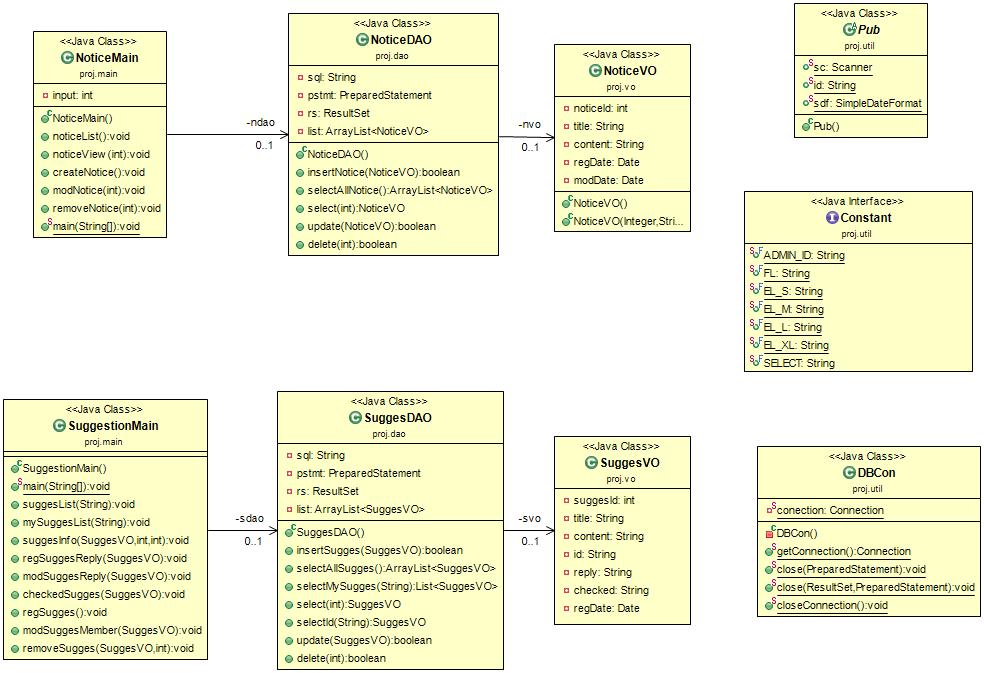 <<Java Class>>
NoticeMain
proj.main
input: int
NoticeMain()
noticeList():void
noticeView (int):void
createNotice():void
modNotice(int):void
removeNotice(int):void
main(String[]):void
-ndao
0..1
<<Java Class>>
NoticeDAO
proj.dao
sql: String
pstmt: PreparedStatement
rs: ResultSet
list: ArrayList<NoticeVO>
NoticeDAO()
insertNotice(NoticeVO):boolean
selectAllNotice():ArrayList<NoticeVO>
select(int):NoticeVO
update(NoticeVO):boolean
delete(int):boolean
-nvo
0..1
<<Java Class>>
NoticeVO
proj.vo
noticeId: int
title: String
content: String
regDate: Date
modDate: Date
NoticeVO()
NoticeVO(Integer,Stri...
<<Java Class>>
Pub
proj.util
sc: Scanner
id: String
sdf: SimpleDateFormat
Pub()
<<Java Interface>>
Constant
proj.util
ADMIN_ID: String
FL: String
EL_S: String
EL_M: String
EL_L: String
EL_XL: String
SELECT: String
<<Java Class>>
SuggestionMain
proj.main
SuggestionMain()
main(String[]):void
suggesList(String):void
mySuggesList(String):void
suggesInfo(SuggesVO,int,int):void
regSuggesReply(SuggesVO):void
modSuggesReply(SuggesVO):void
checkedSugges(SuggesVO):void
regSugges():void
modSuggesMember(SuggesVO):void
removeSugges(SuggesVO,int):void
-sdao
0..1
<<Java Class>>
SuggesDAO
proj.dao
sql: String
pstmt: PreparedStatement
rs: ResultSet
list: ArrayList<SuggesVO>
SuggesDAO()
insertSugges(SuggesVO):boolean
selectAllSugges():ArrayList<SuggesVO>
selectMySugges(String):List<SuggesVO>
select(int):SuggesVO
selectId(String):SuggesVO
update(SuggesVO):boolean
delete(int):boolean
-svo
0..1
<<Java Class>>
SuggesVO
proj.vo
suggesId: int
title: String
content: String
id: String
reply: String
checked: String
regDate: Date
<<Java Class>>
DBCon
proj.util
conection: Connection
DBCon()
getConnection():Connection
close(PreparedStatement):void
close(ResultSet,PreparedStatement):void
closeConnection():void